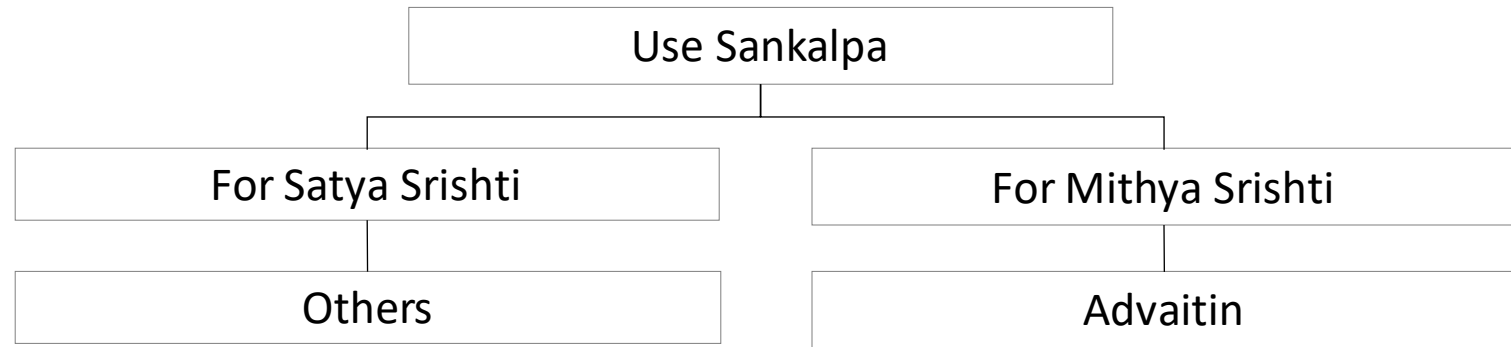 Use Sankalpa
For Satya Srishti
For Mithya Srishti
Others
Advaitin